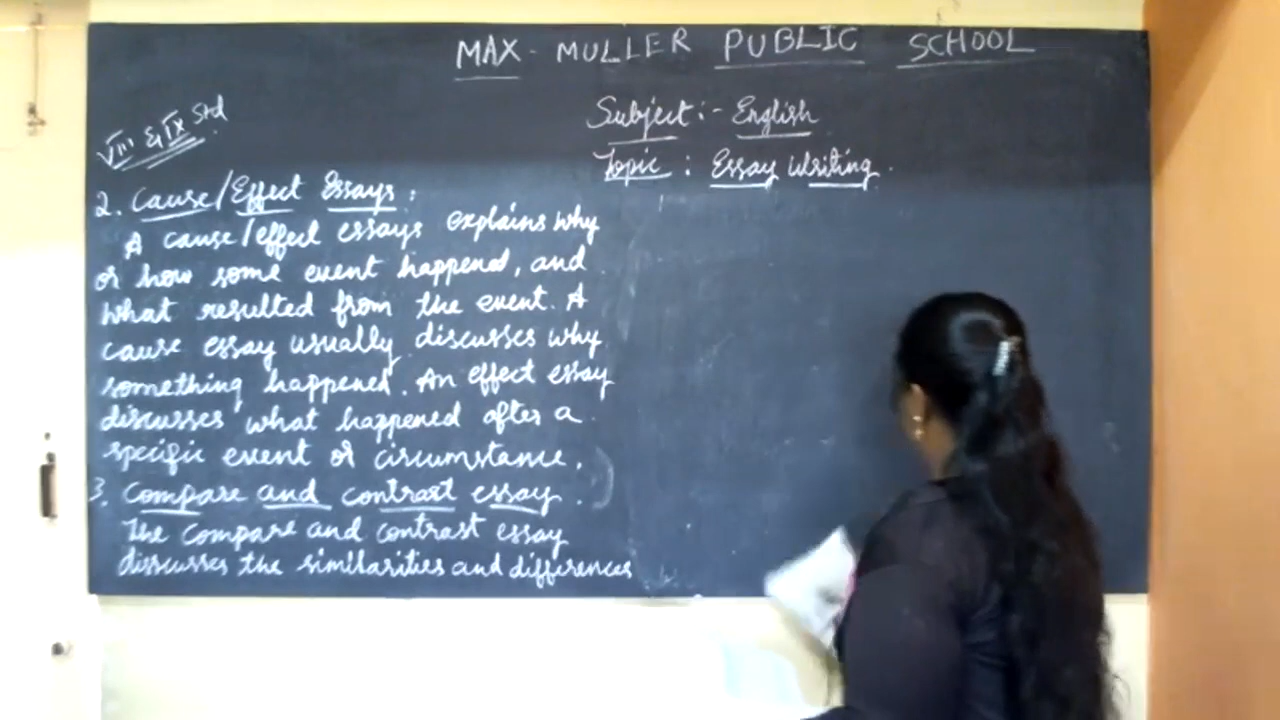 MAX - MULLER PUBLIC SCHOOL
VIII & IX Std
Subject :- English
Topic : Essay Writing .
2. Cause/Effect Essays :
A cause/effect essays explains why
or how some event happened, and
what resulted from the event. A
cause essay usually discusses why
something happened. An effect essay
discusses what happened after a
specific event or circumstance.
3. Compare and contrast essay .
The compare and contrast essay
disscusses the similarities and differences